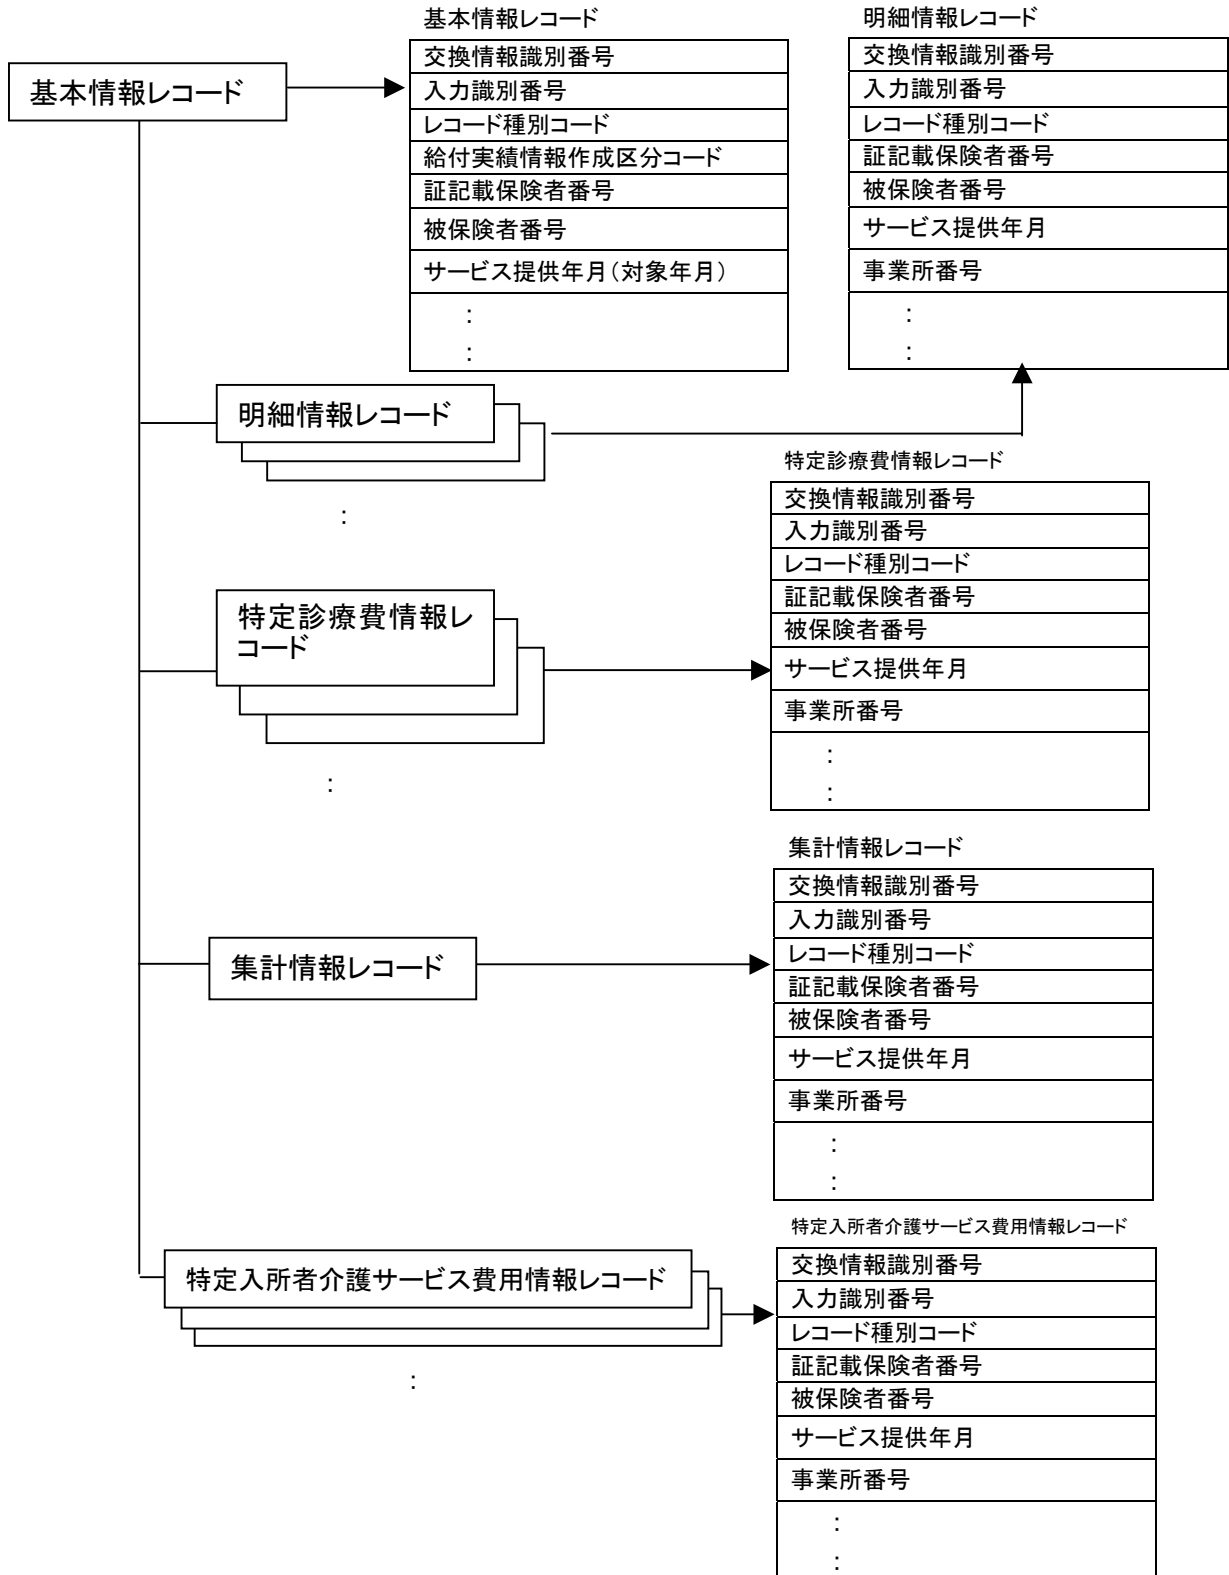 基本情報レコード
基本情報レコード
交換情報識別番号
入力識別番号
レコード種別コード
給付実績情報作成区分コード
証記載保険者番号
被保険者番号
サービス提供年月(対象年月)
:
:
明細情報レコード
交換情報識別番号
入力識別番号
レコード種別コード
証記載保険者番号
被保険者番号
サービス提供年月
事業所番号
:
:
明細情報レコード
:
特定診療費情報レコード
交換情報識別番号
入力識別番号
レコード種別コード
証記載保険者番号
被保険者番号
サービス提供年月
事業所番号
:
:
特定診療費情報レ
コード
:
集計情報レコード
交換情報識別番号
入力識別番号
レコード種別コード
証記載保険者番号
被保険者番号
サービス提供年月
事業所番号
:
:
集計情報レコード
特定入所者介護サービス費用情報レコード
交換情報識別番号
入力識別番号
レコード種別コード
証記載保険者番号
被保険者番号
サービス提供年月
事業所番号
:
:
特定入所者介護サービス費用情報レコード
: